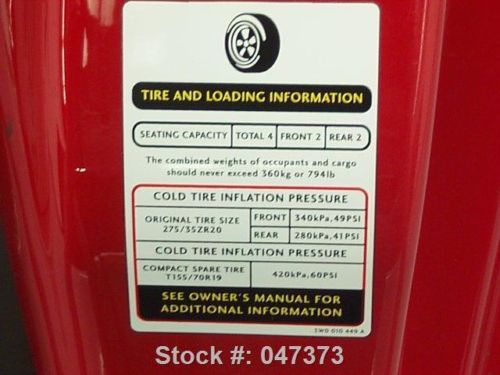 TIRE AND LOADING INFORMATION
SEATING CAPACITY TOTAL 4 FRONT 2 REAR 2
The combined weights of occupants and cargo
should never exceed 360kg or 794lb
COLD TIRE INFLATION PRESSURE
ORIGINAL TIRE SIZE
275/35ZR20
FRONT 340kPa,49PSI
REAR 280kPa,41PSI
COLD TIRE INFLATION PRESSURE
COMPACT SPARE TIRE
T155/70R19
420kPa,60PSI
SEE OWNER'S MANUAL FOR
ADDITIONAL INFORMATION
3W0 010 449 A
Stock #: 047373